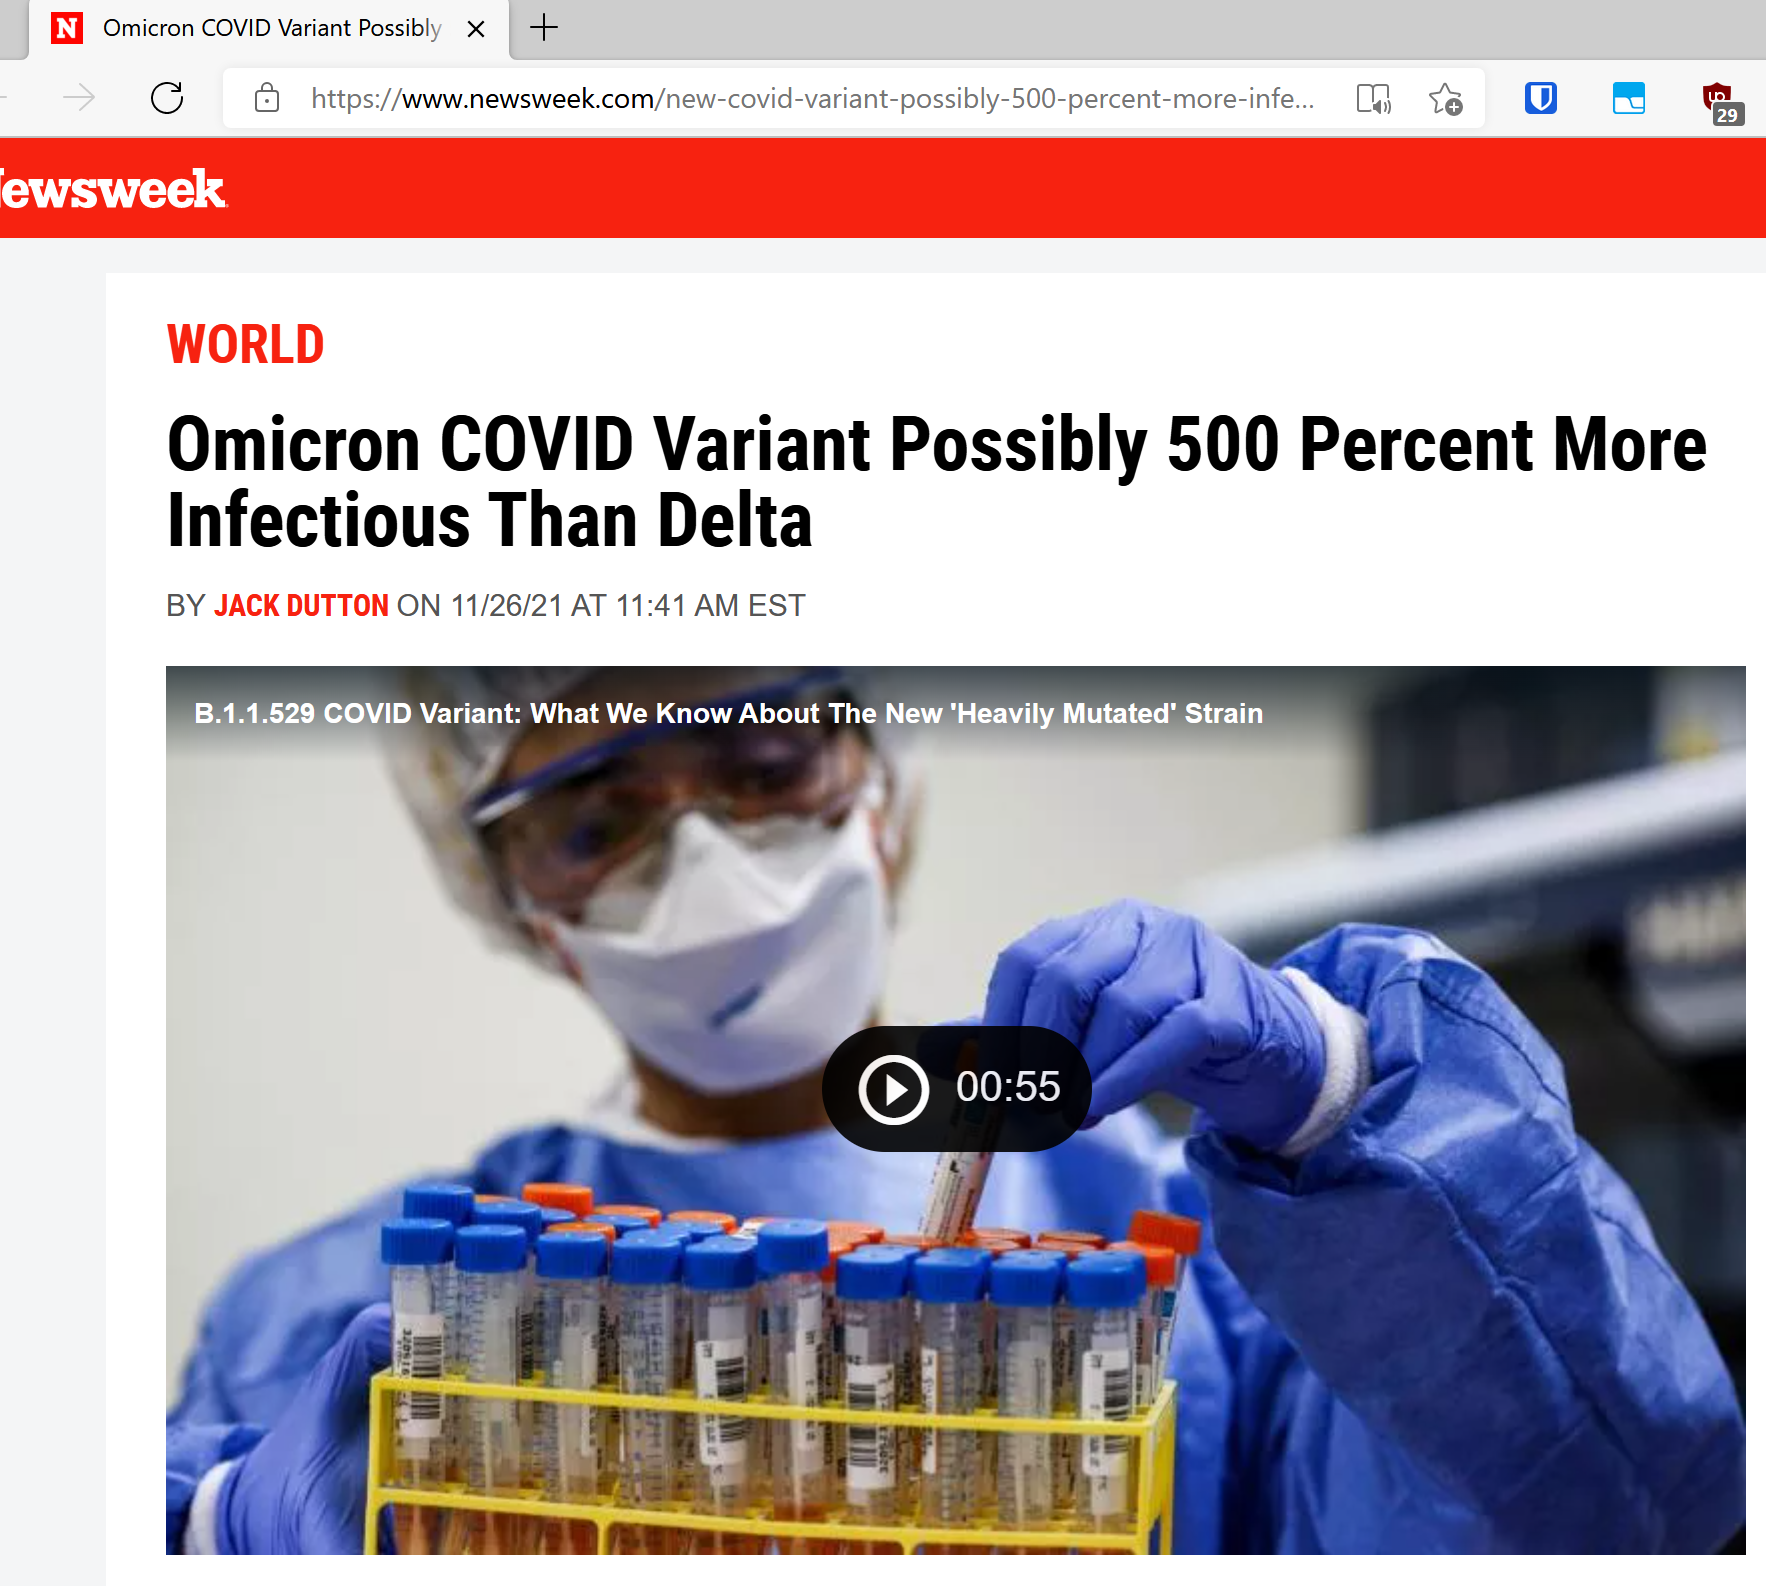 N Omicron COVID Variant Possibly
https://www.newsweek.com/new-covid-variant-possibly-500-percent-more-infe...
29
ewsweek
WORLD
Omicron COVID Variant Possibly 500 Percent More
Infectious Than Delta
BY JACK DUTTON ON 11/26/21 AT 11:41 AM EST
B.1.1.529 COVID Variant: What We Know About The New 'Heavily Mutated' Strain
00:55